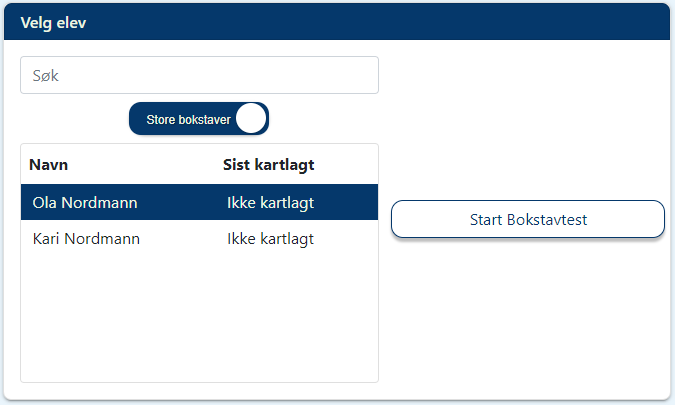 Velg elev
Søk
Store bokstaver
Navn Sist kartlagt
Ola Nordmann Ikke kartlagt
Kari Nordmann Ikke kartlagt
Start Bokstavtest